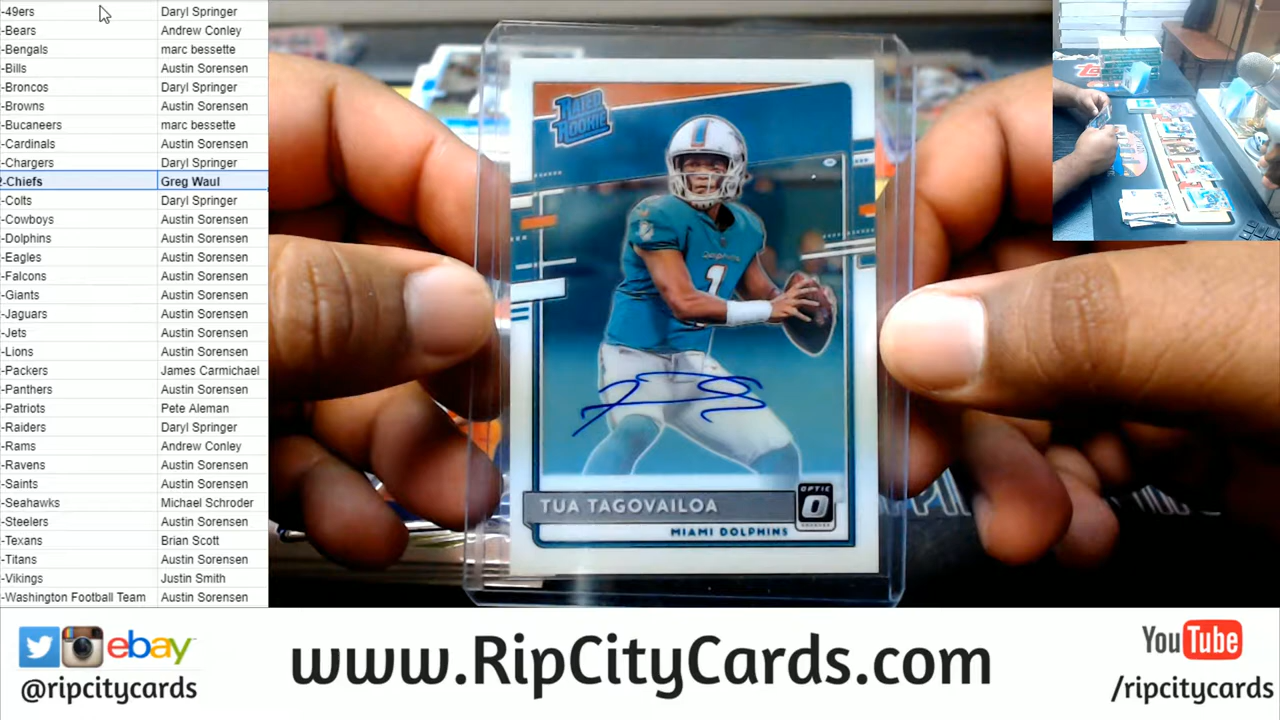 -49ers Daryl Springer
-Bears Andrew Conley
-Bengals marc bessette
-Bills Austin Sorensen
-Broncos Daryl Springer
-Browns Austin Sorensen
-Bucaneers marc bessette
-Cardinals Austin Sorensen
-Chargers Daryl Springer
-Chiefs Greg Waul
-Colts Daryl Springer
-Cowboys Austin Sorensen
-Dolphins Austin Sorensen
-Eagles Austin Sorensen
-Falcons Austin Sorensen
-Giants Austin Sorensen
-Jaguars Austin Sorensen
-Jets Austin Sorensen
-Lions Austin Sorensen
-Packers James Carmichael
-Panthers Austin Sorensen
-Patriots Pete Aleman
-Raiders Daryl Springer
-Rams Andrew Conley
-Ravens Austin Sorensen
-Saints Austin Sorensen
-Seahawks Michael Schroder
-Steelers Austin Sorensen
-Texans Brian Scott
-Titans Austin Sorensen
-Vikings Justin Smith
-Washington Football Team Austin Sorensen
RATED
ROOKIE
Dolphins
1
TUA TAGOVAILOA
OPTIC
MIAMI DOLPHINS
ebay
@ripcitycards
www.RipCityCards.com
YouTube
/ripcitycards